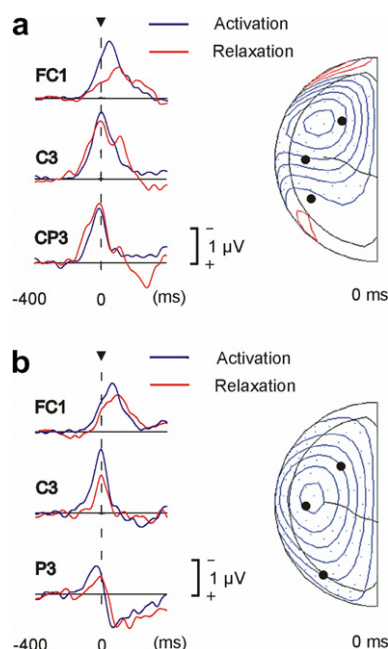 a
Activation
Relaxation
FC1
C3
CP3
−
1 µV
+
-400 0 (ms)
0 ms
b
Activation
Relaxation
FC1
C3
P3
−
1 µV
+
-400 0 (ms)
0 ms